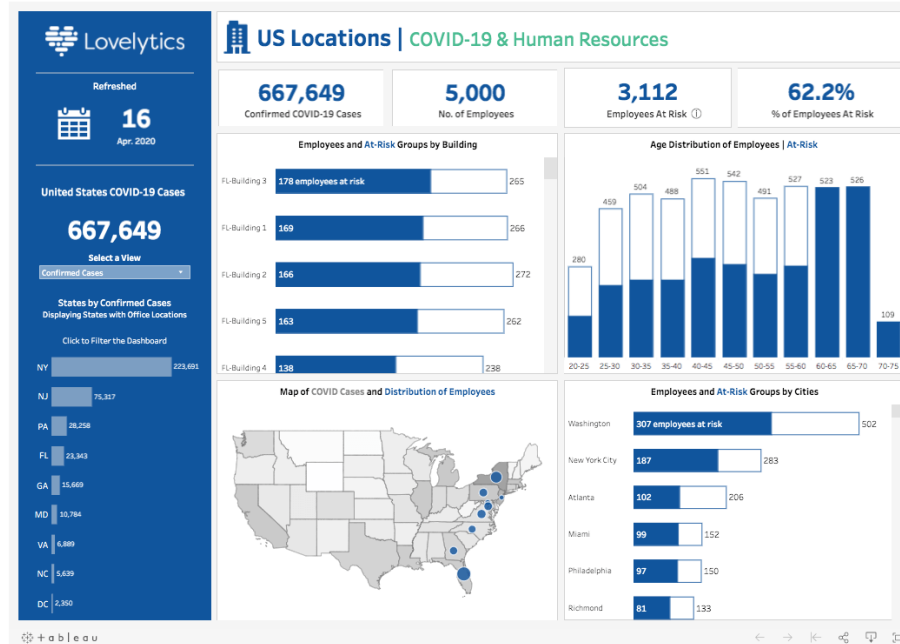 Lovelytics
Refreshed
16
Apr. 2020
United States COVID-19 Cases
667,649
Select a View
Confirmed Cases
States by Confirmed Cases
Displaying States with Office Locations
Click to Filter the Dashboard
NY 223,691
NJ 75,317
PA 28,258
FL 23,343
GA 15,669
MD 10,784
VA 6,889
NC 5,639
DC 2,350
US Locations | COVID-19 & Human Resources
667,649
Confirmed COVID-19 Cases
5,000
No. of Employees
3,112
Employees At Risk
62.2%
% of Employees At Risk
Employees and At-Risk Groups by Building
FL-Building 3 178 employees at risk 265
FL-Building 1 169 266
FL-Building 2 166 272
FL-Building 5 163 262
FL-Building 4 138 238
Age Distribution of Employees | At-Risk
280 459 504 488 551 542 491 527 523 526 109
20-25 25-30 30-35 35-40 40-45 45-50 50-55 55-60 60-65 65-70 70-75
Map of COVID Cases and Distribution of Employees
Employees and At-Risk Groups by Cities
Washington 307 employees at risk 502
New York City 187 283
Atlanta 102 206
Miami 99 152
Philadelphia 97 150
Richmond 81 133
+ a b l e a u